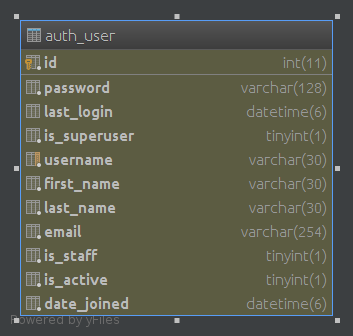 auth_user
id int(11)
password varchar(128)
last_login datetime(6)
is_superuser tinyint(1)
username varchar(30)
first_name varchar(30)
last_name varchar(30)
email varchar(254)
is_staff tinyint(1)
is_active tinyint(1)
date_joined datetime(6)
Powered by yFiles